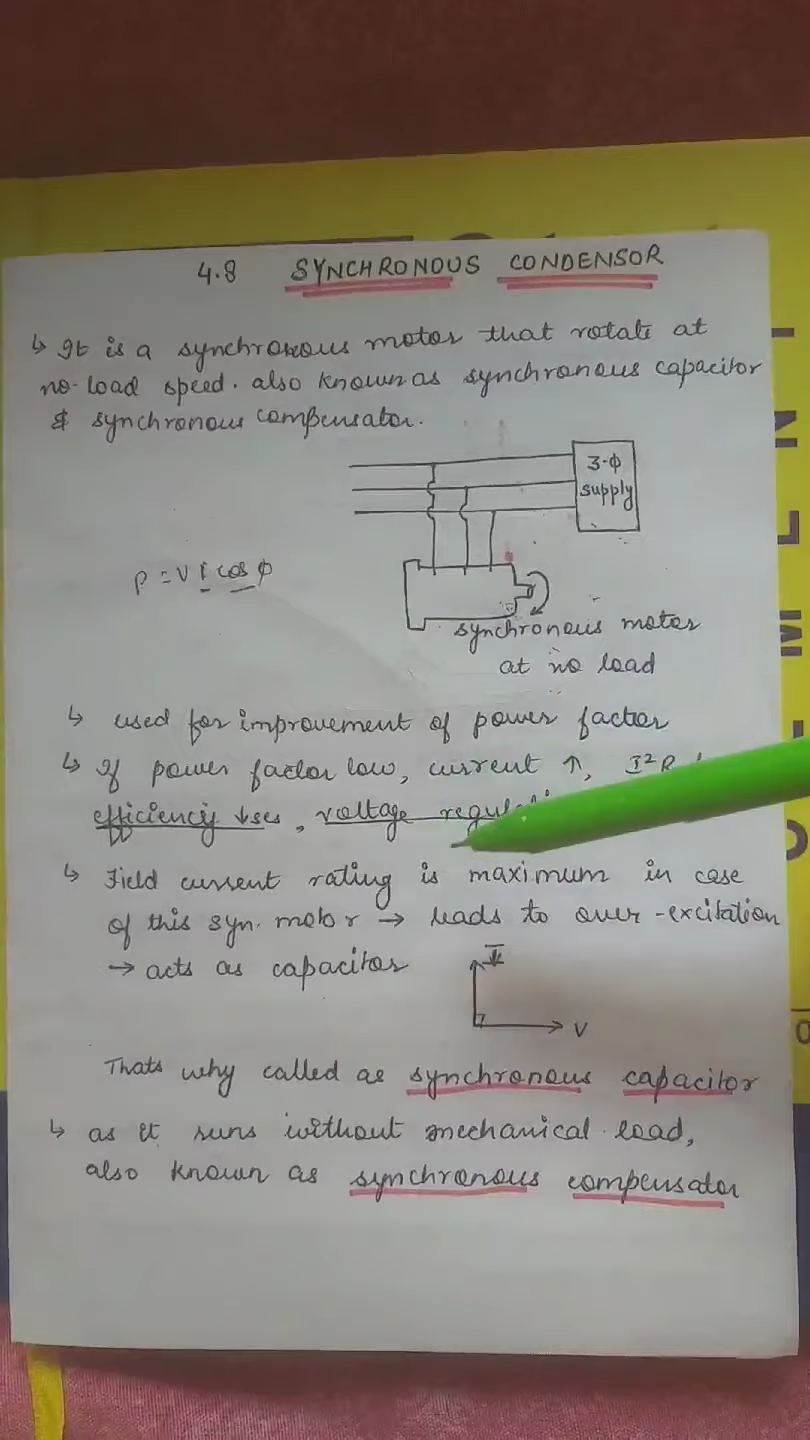 4.8 SYNCHRONOUS CONDENSOR
↳ It is a synchronous motor that rotate at
no-load speed. also known as synchronous capacitor
& synchronous compensator.
3-ϕ
supply
P = V I cos ϕ
synchronous motor
at no load
↳ used for improvement of power factor
↳ If power factor low, current ↑, I²R
efficiency ↓ses, voltage
↳ Field current rating is maximum in case
of this syn. motor → leads to over-excitation
→ acts as capacitor
V
Thats why called as synchronous capacitor
↳ as it runs without mechanical load,
also known as synchronous compensator